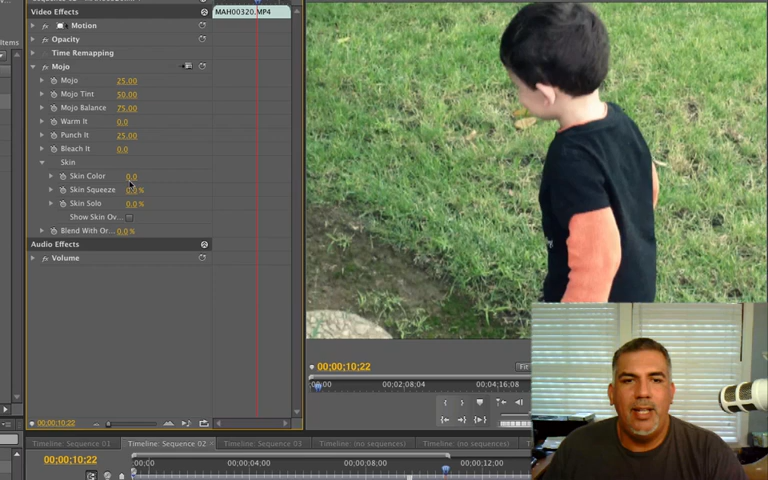 Items
Video Effects
MAH00320.MP4
Motion
Opacity
Time Remapping
Mojo
Mojo 25.00
Mojo Tint 50.00
Mojo Balance 75.00
Warm It 0.0
Punch It 25.00
Bleach It 0.0
Skin
Skin Color 0.0
Skin Squeeze %
Skin Solo 0.0 %
Show Skin Ov...
Blend With Or... 0.0 %
Audio Effects
Volume
00;00;10;22
Fit
00;00 00;02;08;04 00;04;16;08
00;00;10;22
Timeline: Sequence 01 Timeline: Sequence 02 Timeline: Sequence 03 Timeline: (no sequences) Timeline: (no sequences)
00;00;10;22
00;00 00;00;04;00 00;00;08;00 00;00;12;00